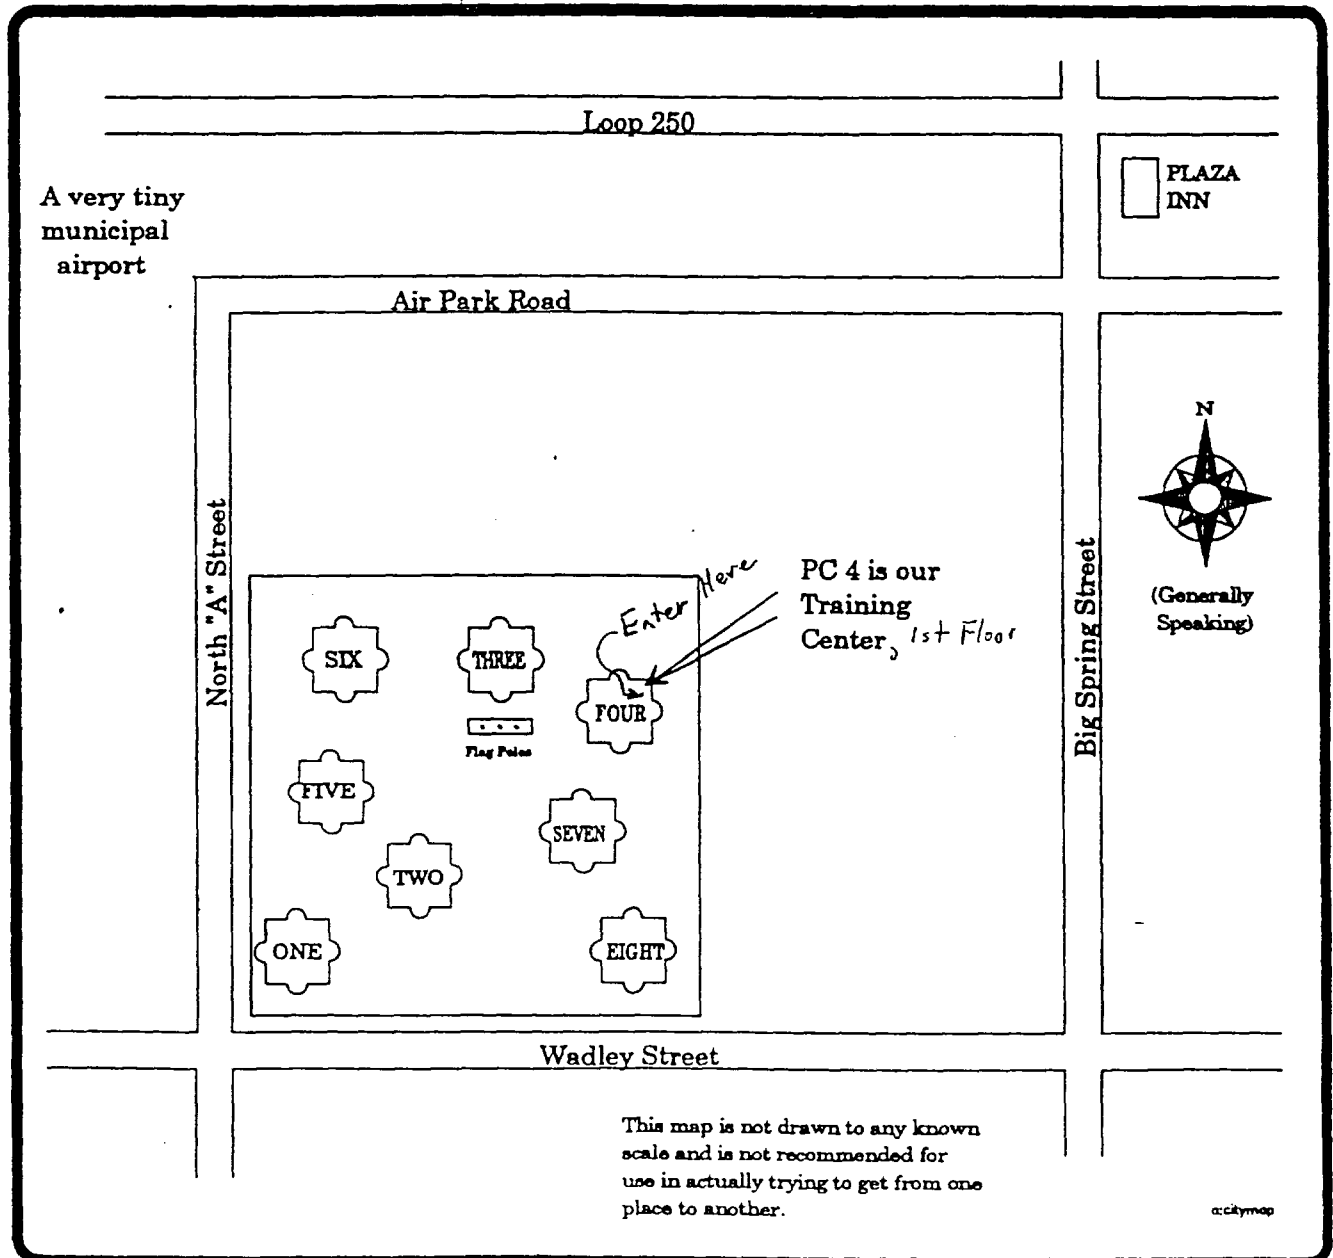 Loop 250
PLAZA
INN
A very tiny
municipal
airport
Air Park Road
N
(Generally
Speaking)
North "A" Street
Big Spring Street
Enter Here
PC 4 is our
Training
Center, 1st Floor
SIX
THREE
FOUR
Flag Poles
FIVE
SEVEN
TWO
ONE
EIGHT
Wadley Street
This map is not drawn to any known
scale and is not recommended for
use in actually trying to get from one
place to another.
a:citymap